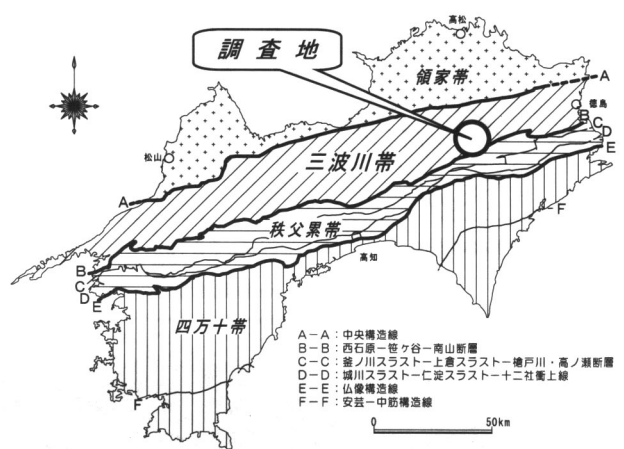 高松
調査地
領家帯
A
徳島
B
C
D
E
松山
三波川帯
A
F
秩父累帯
高知
B
C
D
E
四万十帯
F
A−A：中央構造線
B−B：西石原−笹ヶ谷−南山断層
C−C：釜ノ川スラスト−上倉スラスト−槍戸川・高ノ瀬断層
D−D：城川スラスト−仁淀スラスト−十二社衝上線
E−E：仏像構造線
F−F：安芸−中筋構造線
0 50km